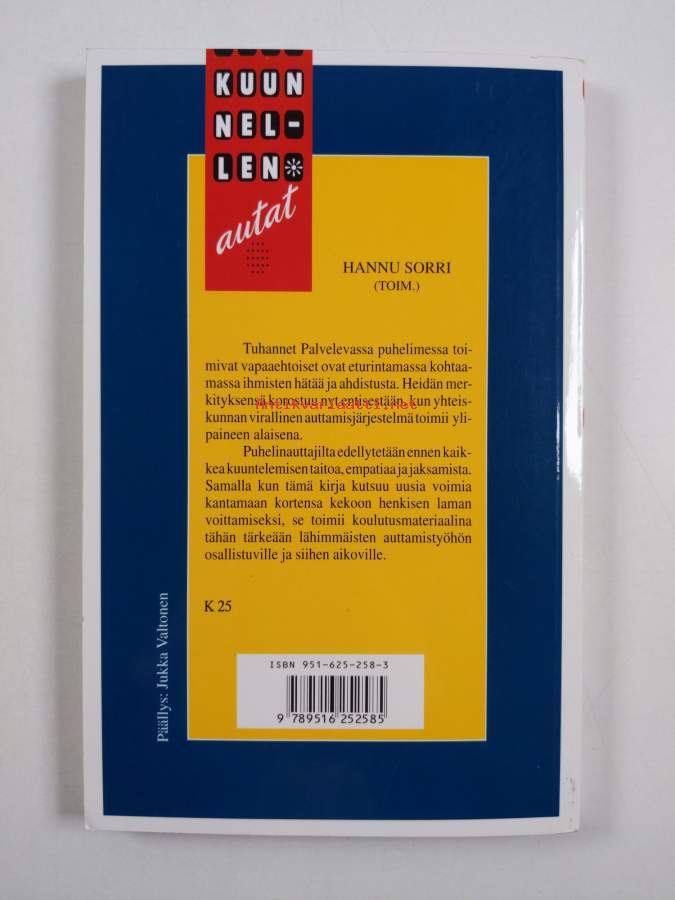 KUUN
NEL-
LEN
autat
HANNU SORRI
(TOIM.)
Tuhannet Palvelevassa puhelimessa toi-
mivat vapaaehtoiset ovat eturintamassa kohtaa-
massa ihmisten hätää ja ahdistusta. Heidän mer-
kityksensä korostuu nyt entisestään, kun yhteis-
Antikvariaatti.net
kunnan virallinen auttamisjärjestelmä toimii yli-
paineen alaisena.
Puhelinauttajilta edellytetään ennen kaik-
kea kuuntelemisen taitoa, empatiaa ja jaksamista.
Samalla kun tämä kirja kutsuu uusia voimia
kantamaan kortensa kekoon henkisen laman
voittamiseksi, se toimii koulutusmateriaalina
tähän tärkeään lähimmäisten auttamistyöhön
osallistuville ja siihen aikoville.
K 25
ISBN 951-625-258-3
9 789516 252585
Päällys: Jukka Valtonen